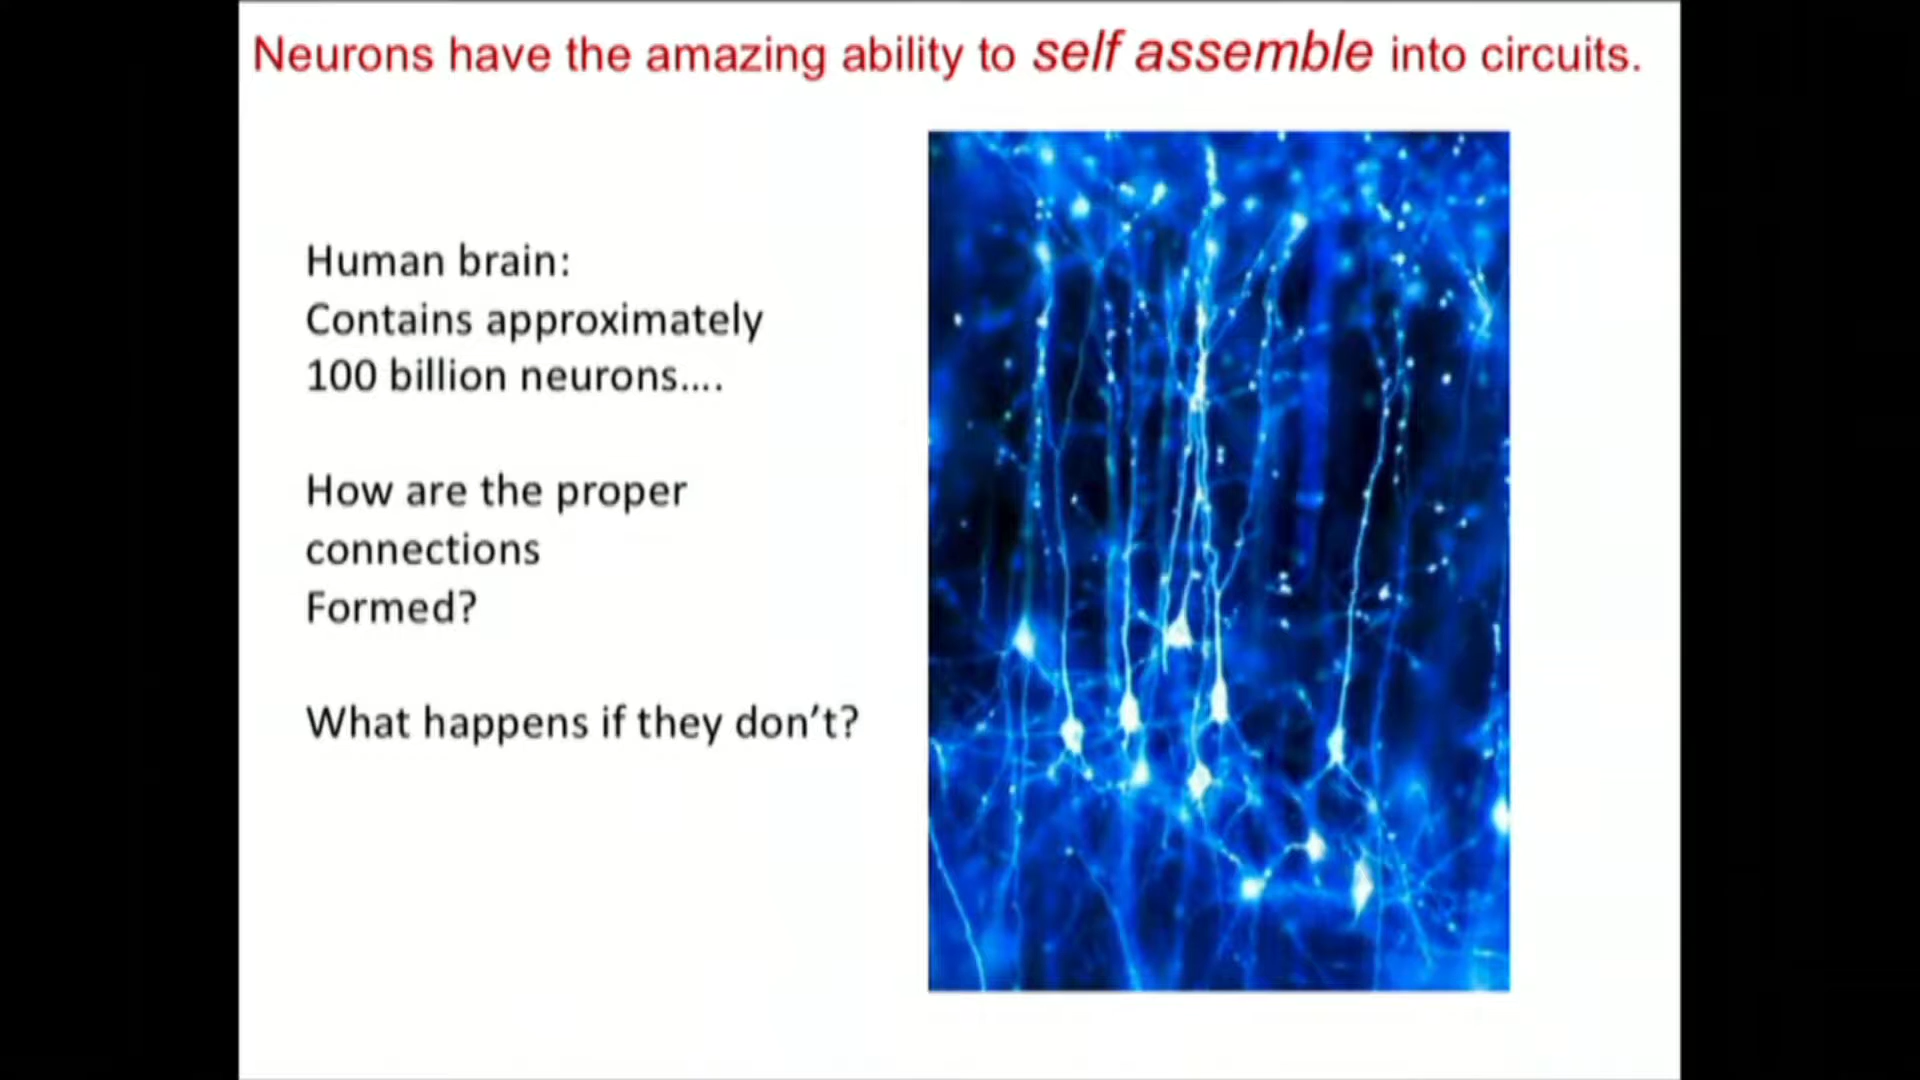 Neurons have the amazing ability to self assemble into circuits.
Human brain:
Contains approximately
100 billion neurons....
How are the proper
connections
Formed?
What happens if they don’t?